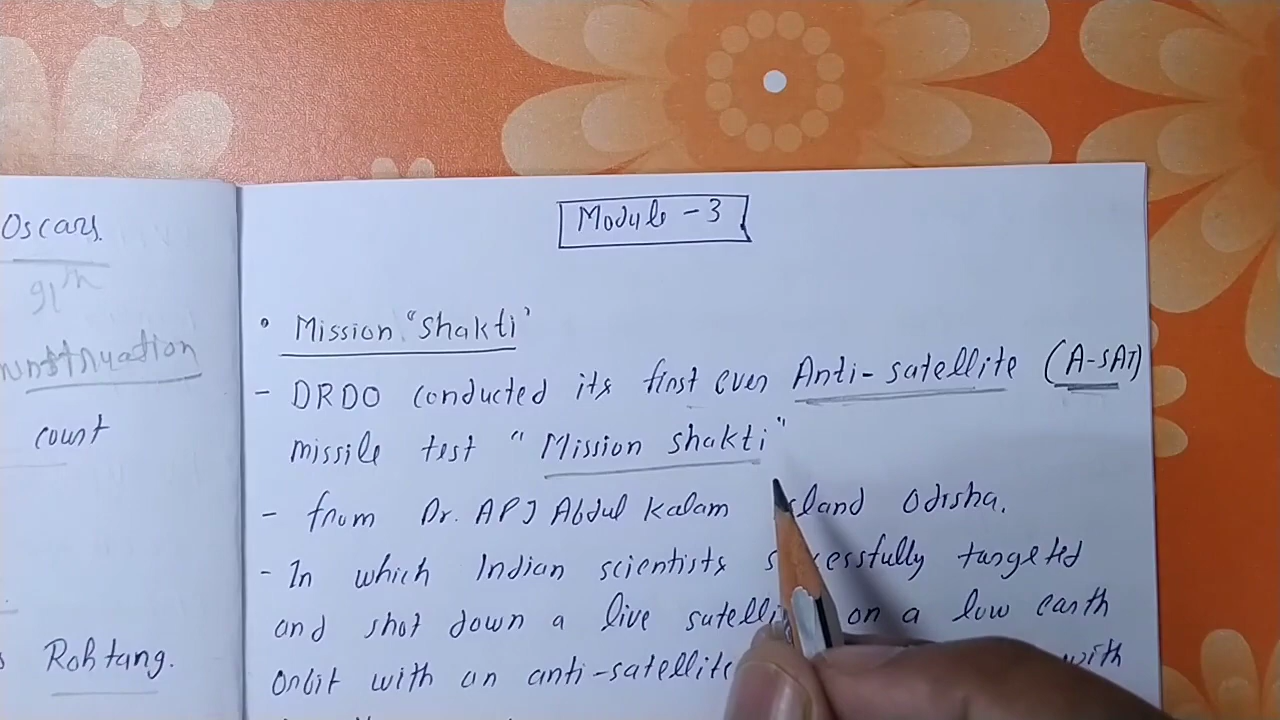 Oscars.
91th
count
Rohtang.
Module - 3
• Mission "Shakti"
- DRDO conducted its first ever Anti-satellite (A-SAT)
missile test "Mission Shakti"
- from Dr. APJ Abdul Kalam Island Odisha.
- In which Indian scientists successfully targeted
and shot down a live satellite on a low earth
orbit with an anti-satellite with